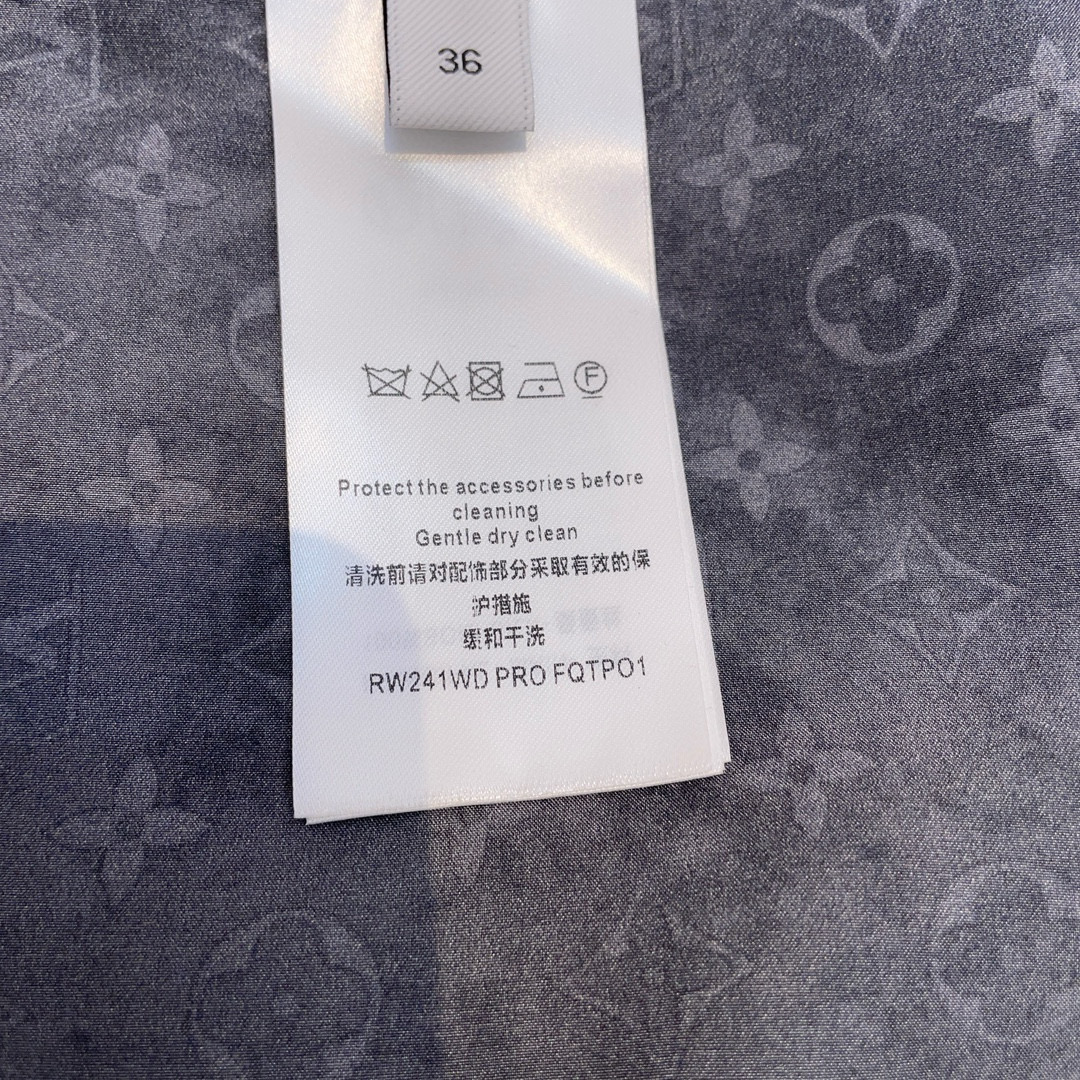 36
F
Protect the accessories before
cleaning
Gentle dry clean
清洗前请对配饰部分采取有效的保
护措施
缓和干洗
RW241WD PRO FQTPO1